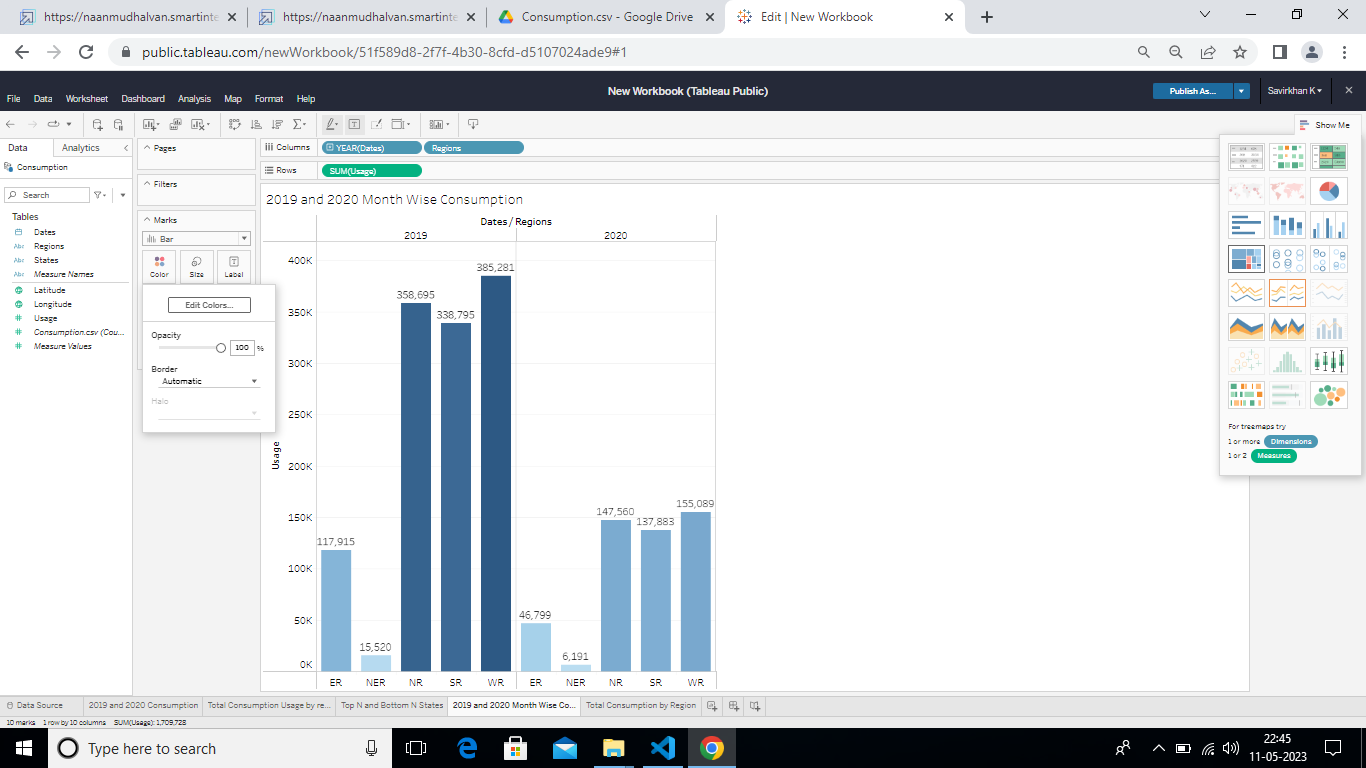 https://naanmudhalvan.smartinte
https://naanmudhalvan.smartinte
Consumption.csv - Google Drive
Edit | New Workbook
public.tableau.com/newWorkbook/51f589d8-2f7f-4b30-8cfd-d5107024ade9#1
New Workbook (Tableau Public)
Publish As...
Savirkhan K
File Data Worksheet Dashboard Analysis Map Format Help
Show Me
Data Analytics
Pages
Columns YEAR(Dates) Regions
Consumption
Rows SUM(Usage)
Filters
Search
2019 and 2020 Month Wise Consumption
Tables
Dates
Regions
States
Measure Names
Latitude
Longitude
Usage
Consumption.csv (Cou...
Measure Values
Marks
Bar
Color Size Label
Edit Colors...
Opacity
100 %
Border
Automatic
Halo
Dates / Regions
2019 2020
Usage
400K
350K
300K
250K
200K
150K
100K
50K
0K
117,915
15,520
358,695
338,795
385,281
46,799
6,191
147,560
137,883
155,089
ER NER NR SR WR ER NER NR SR WR
For treemaps try
1 or more Dimensions
1 or 2 Measures
Data Source
2019 and 2020 Consumption
Total Consumption Usage by re...
Top N and Bottom N States
2019 and 2020 Month Wise Co...
Total Consumption by Region
10 marks 1 row by 10 columns SUM(Usage): 1,709,728
Type here to search
22:45
11-05-2023